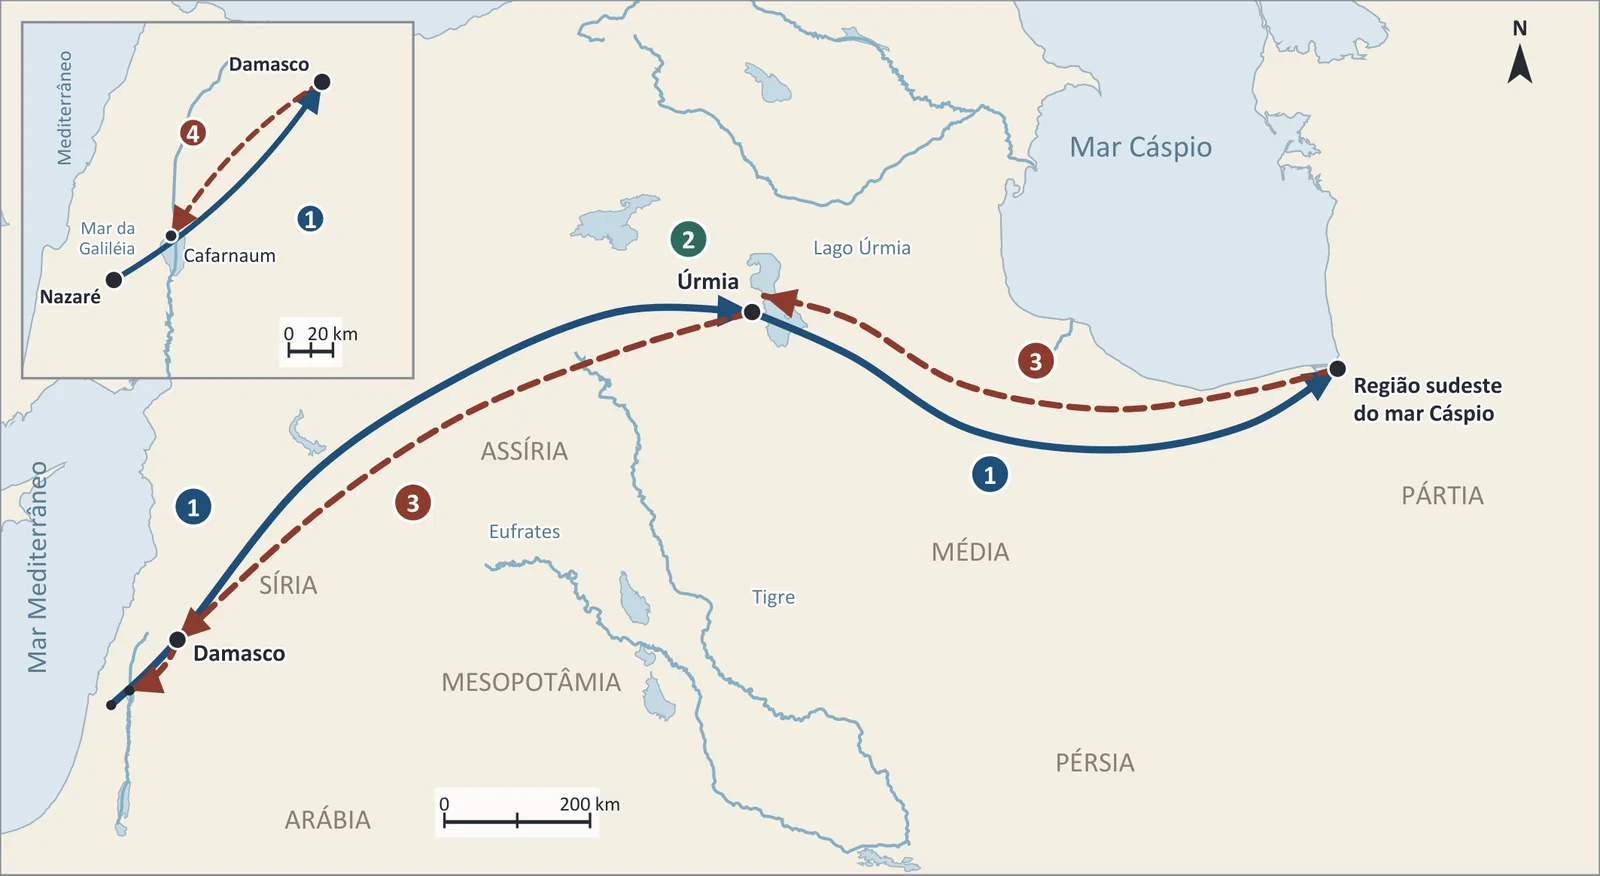 Mediterrâneo
Damasco
4
1
Mar da
Galiléia
Cafarnaum
Nazaré
0 20 km
N
Mar Cáspio
2
Lago Úrmia
Úrmia
3
Região sudeste
do mar Cáspio
1
ASSÍRIA
PÁRTIA
Mar Mediterrâneo
1
3
Eufrates
MÉDIA
SÍRIA
Tigre
Damasco
MESOPOTÂMIA
PÉRSIA
0 200 km
ARÁBIA